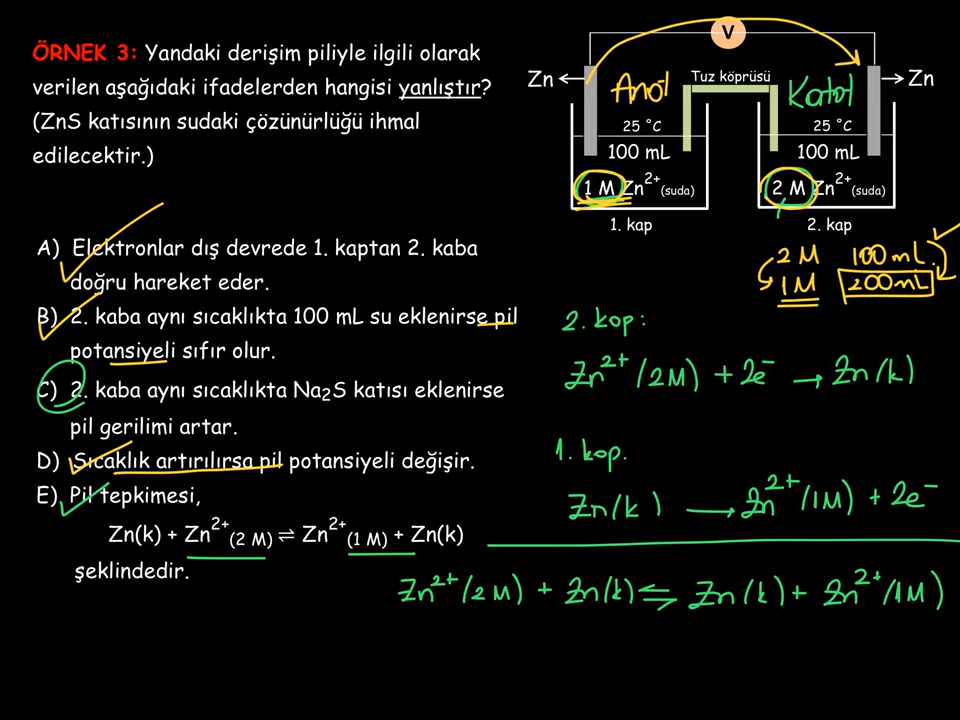 ÖRNEK 3: Yandaki derişim piliyle ilgili olarak
verilen aşağıdaki ifadelerden hangisi yanlıştır?
(ZnS katısının sudaki çözünürlüğü ihmal
edilecektir.)
A) Elektronlar dış devrede 1. kaptan 2. kaba
doğru hareket eder.
B) 2. kaba aynı sıcaklıkta 100 mL su eklenirse pil
potansiyeli sıfır olur.
C) 2. kaba aynı sıcaklıkta Na2S katısı eklenirse
pil gerilimi artar.
D) Sıcaklık artırılırsa pil potansiyeli değişir.
E) Pil tepkimesi,
Zn(k) + Zn2+(2 M) ⇌ Zn2+(1 M) + Zn(k)
şeklindedir.
V
Zn
Anot
Tuz köprüsü
Katot
Zn
25 °C
25 °C
100 mL
100 mL
1 M Zn2+(suda)
2 M Zn2+(suda)
1. kap
2. kap
2 M 100 mL
1 M 200 mL
2. kap:
Zn2+ (2M) + 2e- → Zn(k)
1. kap.
Zn(k) → Zn2+ (1M) + 2e-
Zn2+ (2M) + Zn(k) ⇌ Zn(k) + Zn2+ (1M)